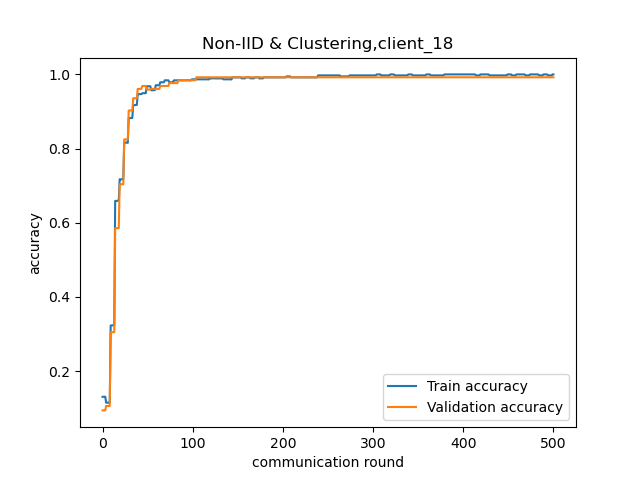 Non-IID & Clustering,client_18
accuracy
1.0
0.8
0.6
0.4
0.2
Train accuracy
Validation accuracy
0 100 200 300 400 500
communication round